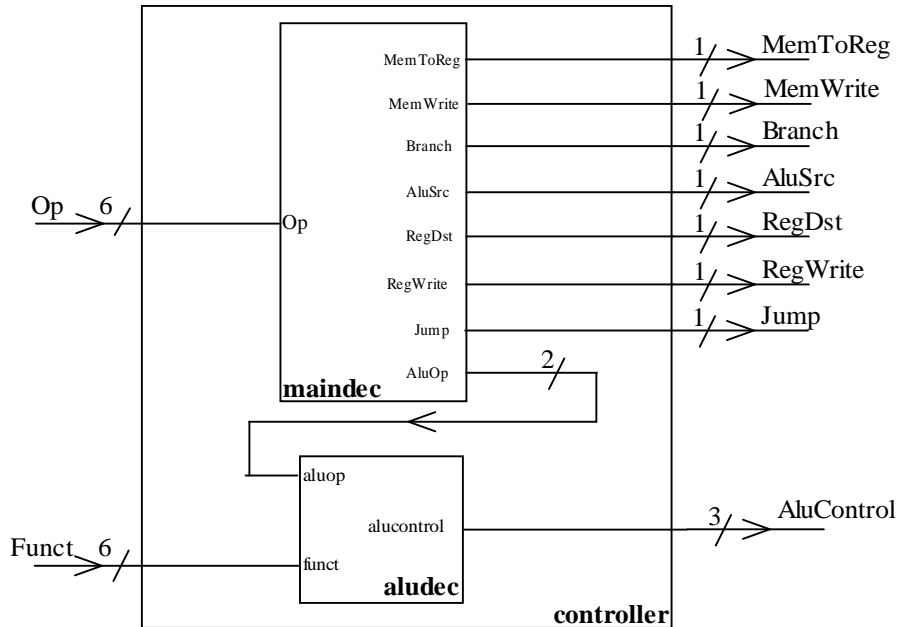 MemToReg
1
MemToReg
MemWrite
1
MemWrite
Branch
1
Branch
AluSrc
1
AluSrc
Op
6
Op
RegDst
1
RegDst
RegWrite
1
RegWrite
Jump
1
Jump
AluOp
2
maindec
aluop
alucontrol
3
AluControl
Funct
6
funct
aludec
controller